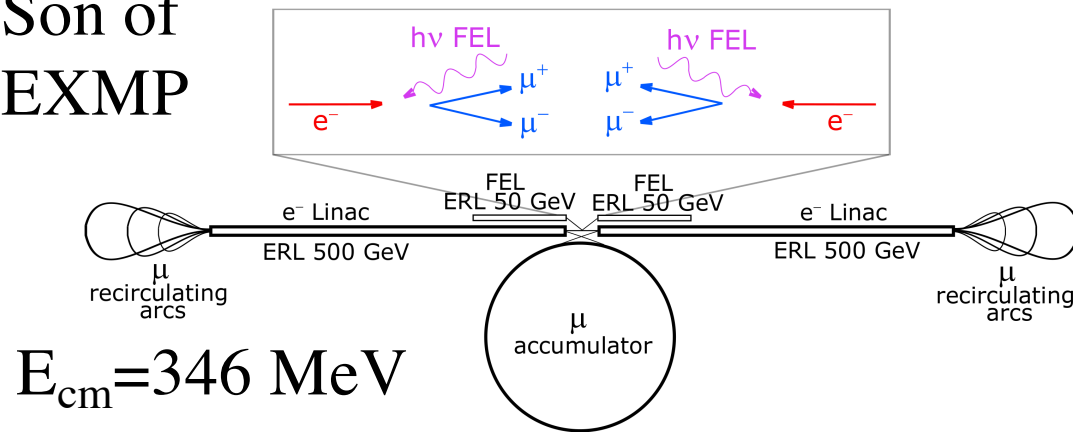 Son of
EXMP
hν FEL
hν FEL
μ⁺
μ⁺
e⁻
μ⁻
μ⁻
e⁻
FEL
ERL 50 GeV
FEL
ERL 50 GeV
e⁻ Linac
e⁻ Linac
ERL 500 GeV
ERL 500 GeV
μ
recirculating
arcs
μ
recirculating
arcs
μ
accumulator
E_cm=346 MeV